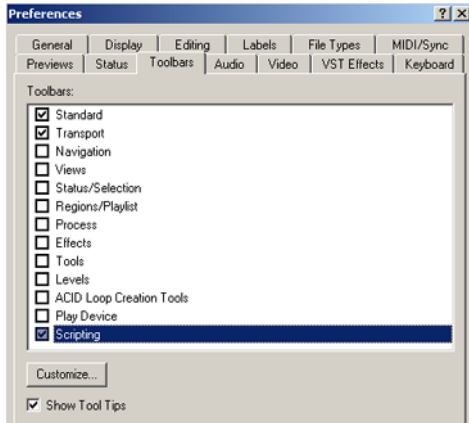 Preferences
General Display Editing Labels File Types MIDI/Sync
Previews Status Toolbars Audio Video VST Effects Keyboard
Toolbars:
Standard
Transport
Navigation
Views
Status/Selection
Regions/Playlist
Process
Effects
Tools
Levels
ACID Loop Creation Tools
Play Device
Scripting
Customize...
Show Tool Tips